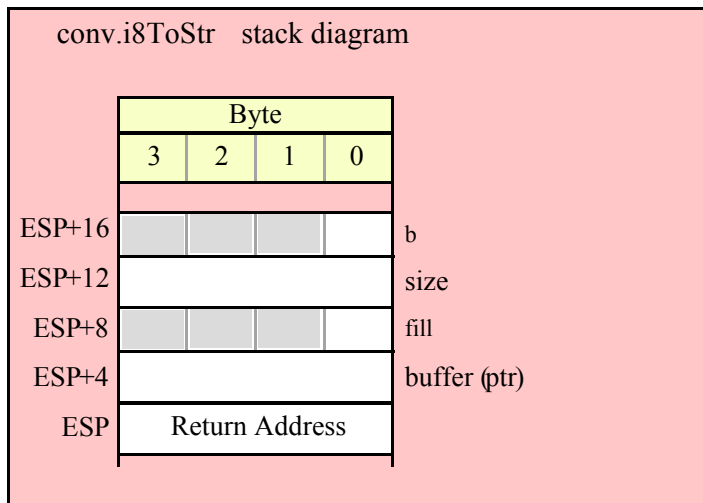 conv.i8ToStr stack diagram
Byte
3 2 1 0
ESP+16 b
ESP+12 size
ESP+8 fill
ESP+4 buffer (ptr)
ESP Return Address